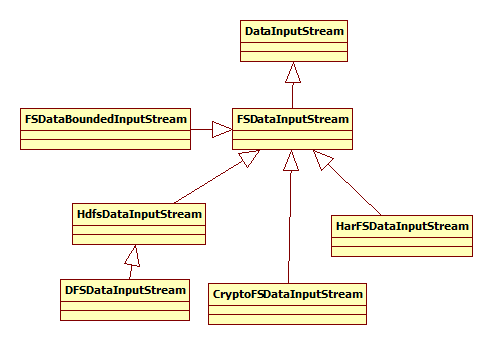 DataInputStream
FSDataBoundedInputStream
FSDataInputStream
HdfsDataInputStream
HarFSDataInputStream
DFSDataInputStream
CryptoFSDataInputStream